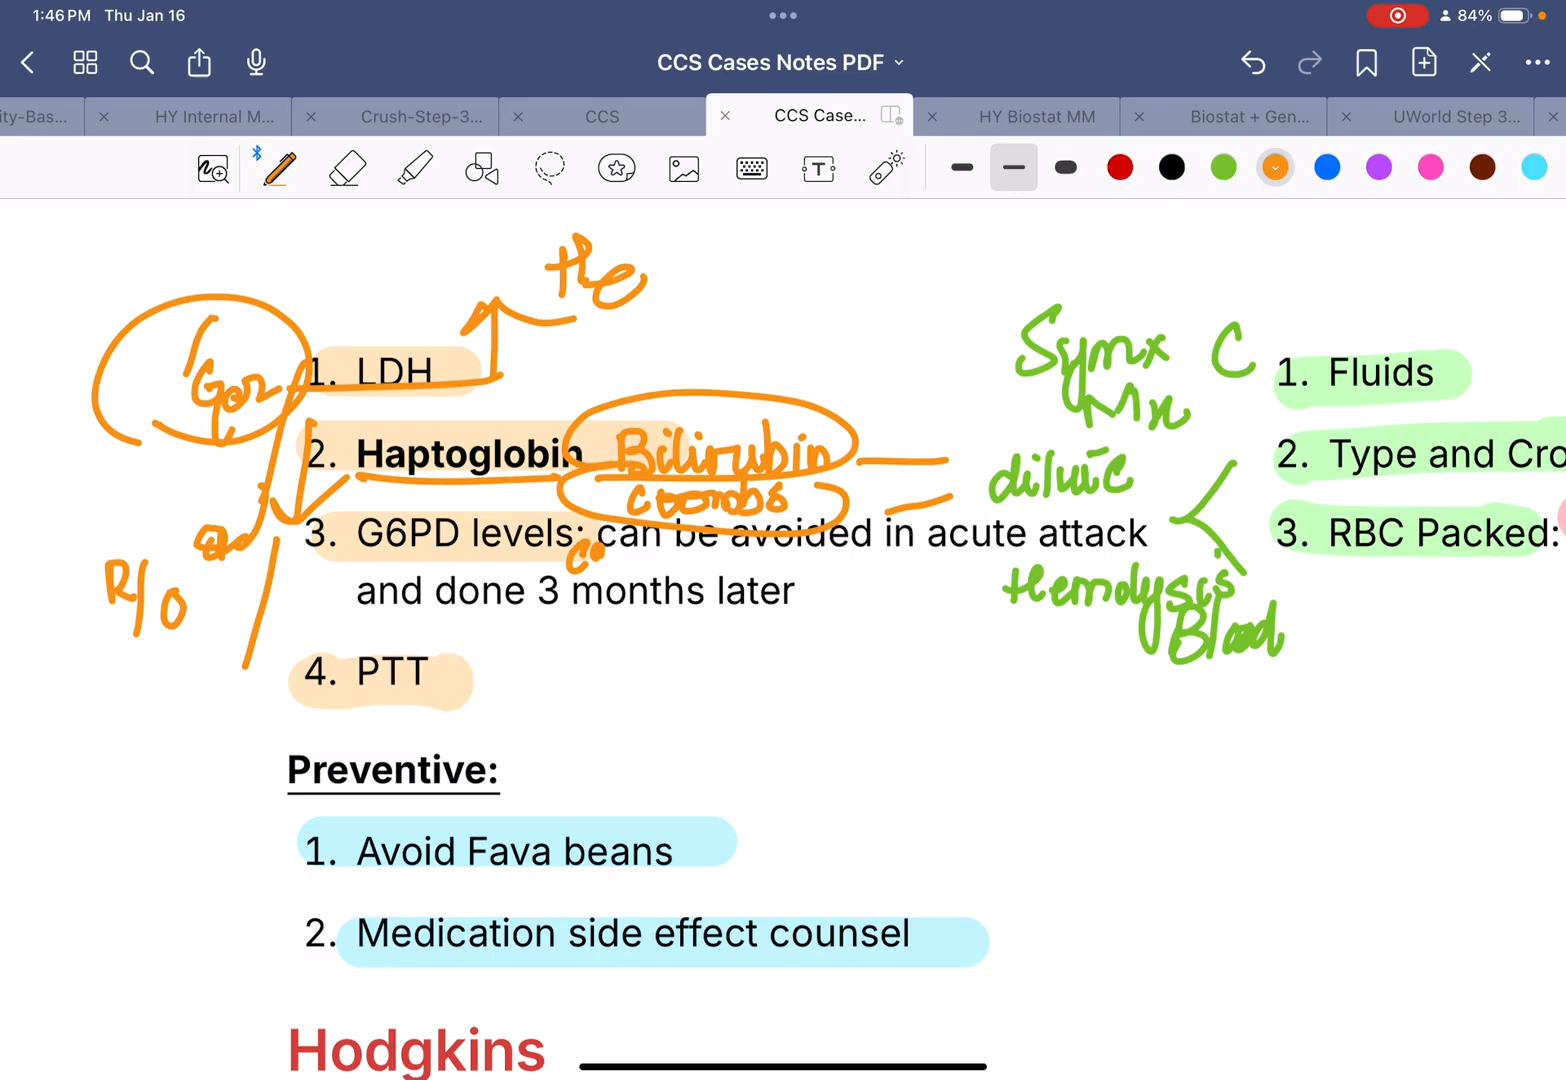 1:46 PM Thu Jan 16
84%
CCS Cases Notes PDF
ity-Bas...
HY Internal M...
Crush-Step-3...
CCS
CCS Case...
HY Biostat MM
Biostat + Gen...
UWorld Step 3...
the
1. LDH
2. Haptoglobin Bilirubin
coombs
3. G6PD levels: can be avoided in acute attack
and done 3 months later
R/O
4. PTT
Symx C
Mx
dilute
Hemolysis
Blood
1. Fluids
2. Type and Cro
3. RBC Packed:
Preventive:
1. Avoid Fava beans
2. Medication side effect counsel
Hodgkins